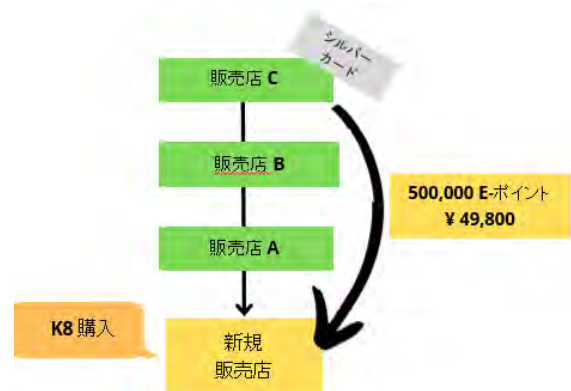 シルバー
カード
販売店 C
販売店 B
500,000 E-ポイント
¥ 49,800
販売店 A
K8 購入
新規
販売店